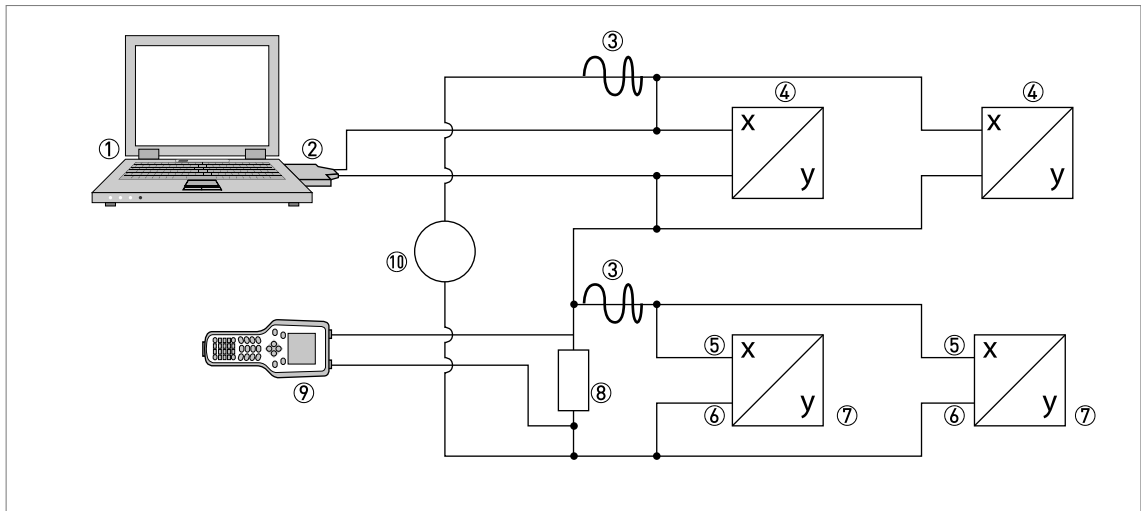 ③
④ ④
① ②
x x
y y
⑩
③
⑤ x ⑤ x
⑨ ⑧
⑥ y ⑦ ⑥ y ⑦